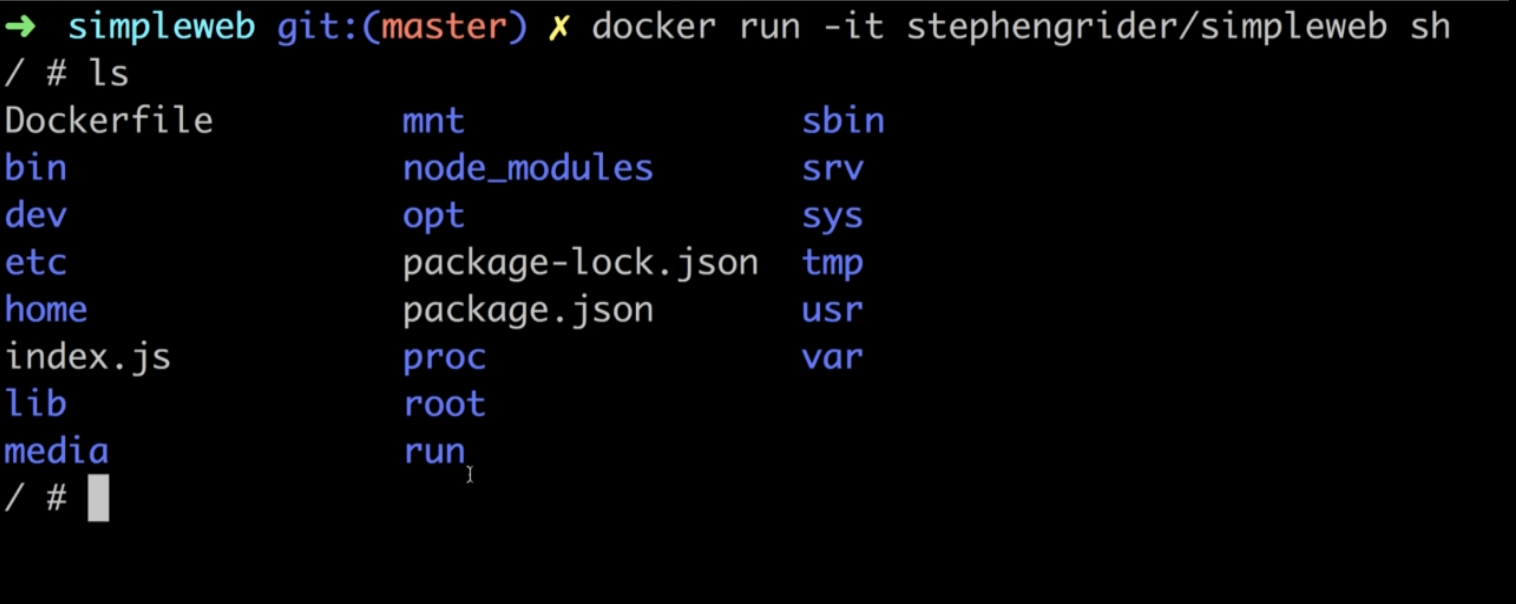 ➜ simpleweb git:(master) ✗ docker run -it stephengrider/simpleweb sh
/ # ls
Dockerfile mnt sbin
bin node_modules srv
dev opt sys
etc package-lock.json tmp
home package.json usr
index.js proc var
lib root
media run
/ #